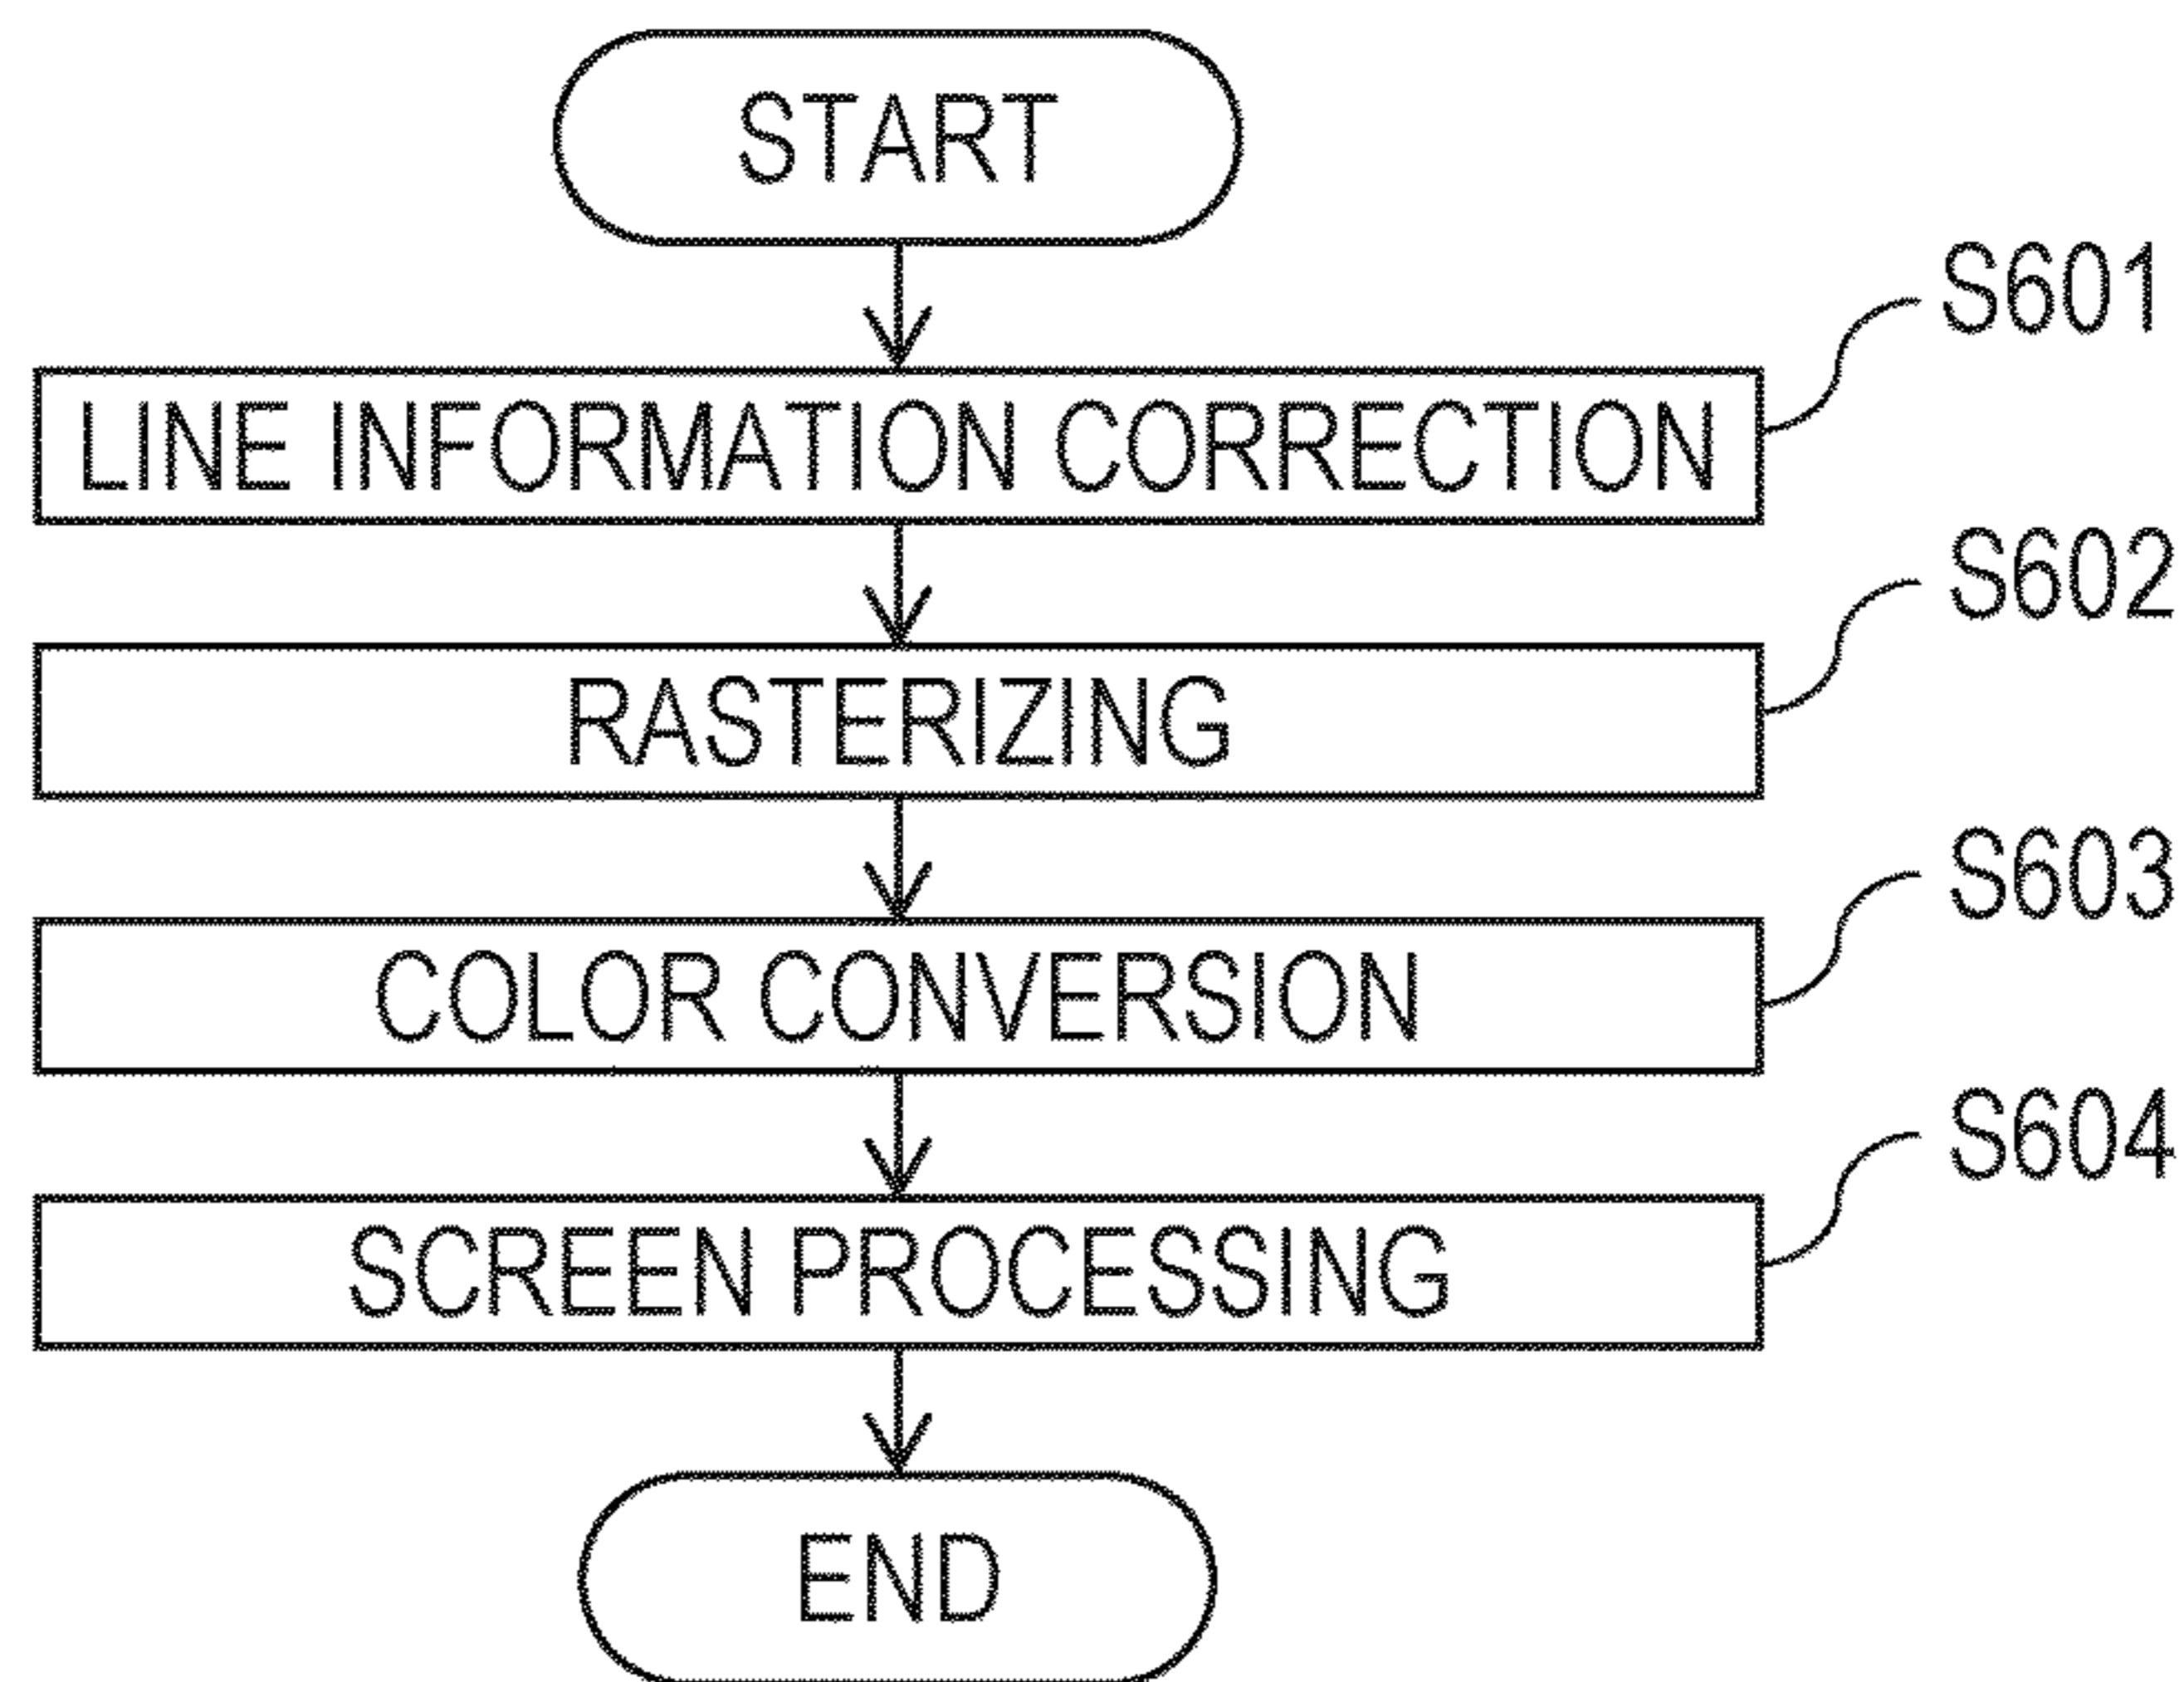 START
S601
LINE INFORMATION CORRECTION
S602
RASTERIZING
S603
COLOR CONVERSION
S604
SCREEN PROCESSING
END